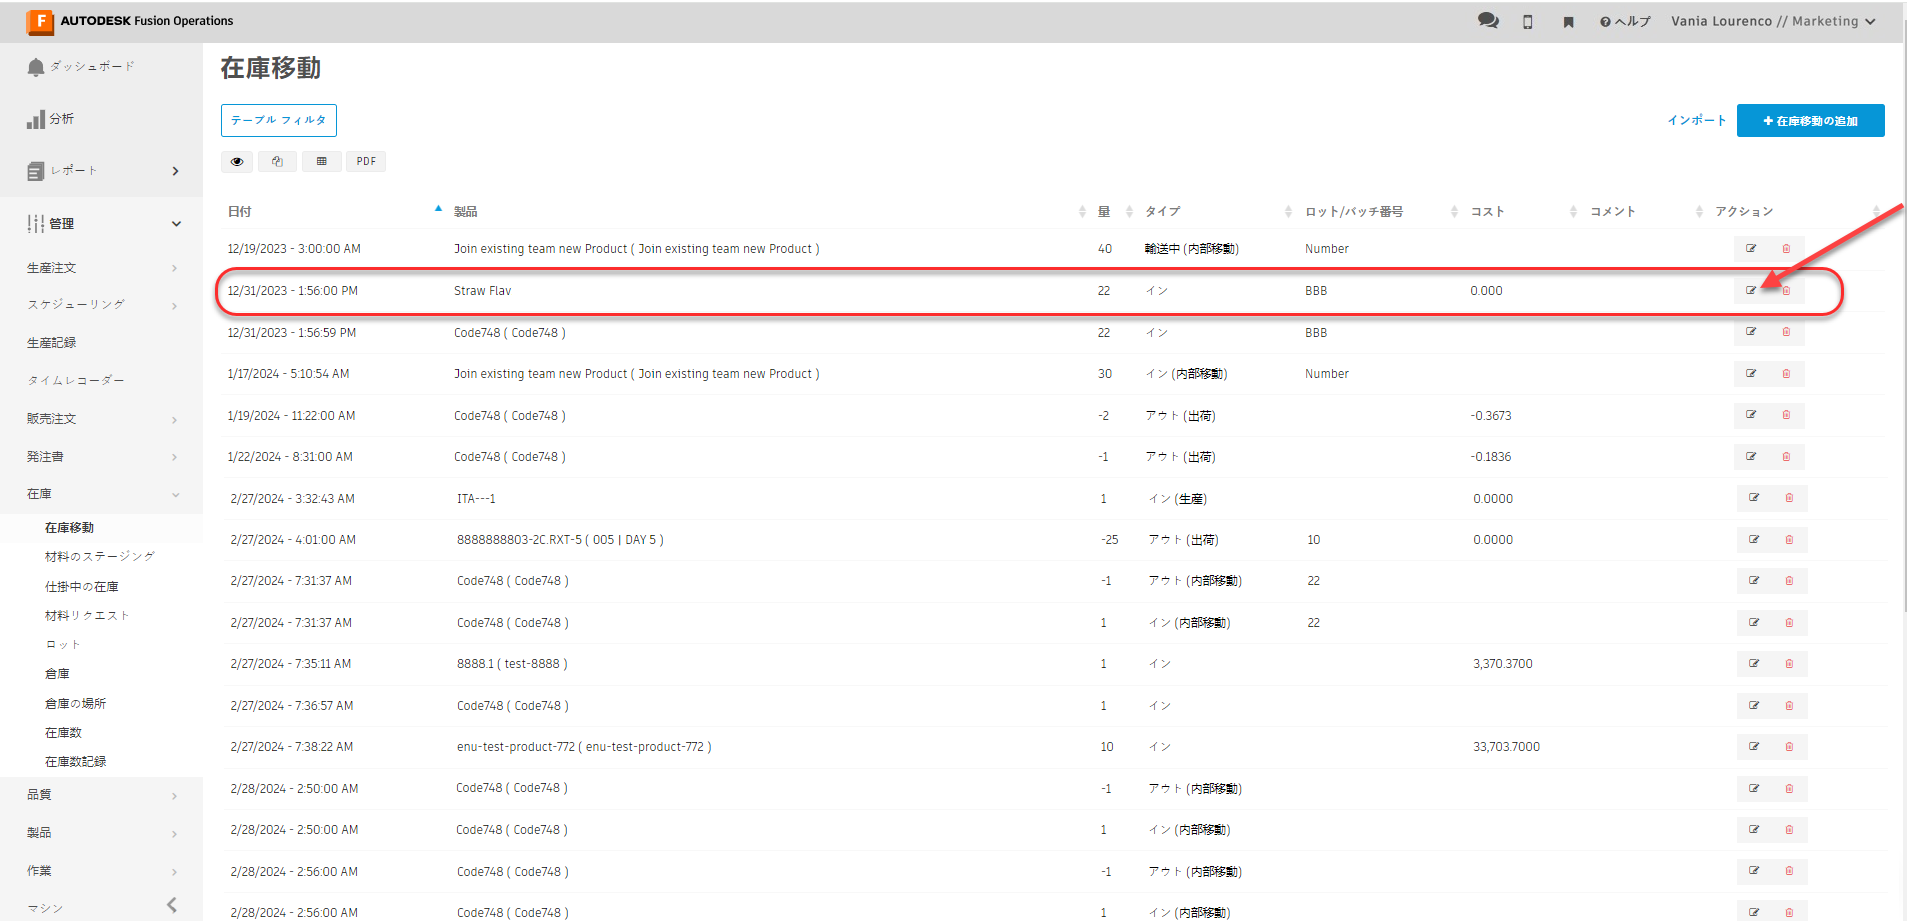 AUTODESK Fusion Operations
ヘルプ
Vania Lourenco // Marketing
ダッシュボード
分析
レポート
管理
生産注文
スケジューリング
生産記録
タイムレコーダー
販売注文
発注書
在庫
在庫移動
材料のステージング
仕掛中の在庫
材料リクエスト
ロット
倉庫
倉庫の場所
在庫数
在庫数記録
品質
製品
作業
マシン
在庫移動
テーブル フィルタ
インポート
+ 在庫移動の追加
PDF
日付 製品 量 タイプ ロット/バッチ番号 コスト コメント アクション
12/19/2023 - 3:00:00 AM Join existing team new Product ( Join existing team new Product ) 40 輸送中 (内部移動) Number
12/31/2023 - 1:56:00 PM Straw Flav 22 イン BBB 0.000
12/31/2023 - 1:56:59 PM Code748 ( Code748 ) 22 イン BBB
1/17/2024 - 5:10:54 AM Join existing team new Product ( Join existing team new Product ) 30 イン (内部移動) Number
1/19/2024 - 11:22:00 AM Code748 ( Code748 ) -2 アウト (出荷) -0.3673
1/22/2024 - 8:31:00 AM Code748 ( Code748 ) -1 アウト (出荷) -0.1836
2/27/2024 - 3:32:43 AM ITA---1 1 イン (生産) 0.0000
2/27/2024 - 4:01:00 AM 8888888803-2C.RXT-5 ( 005 | DAY 5 ) -25 アウト (出荷) 10 0.0000
2/27/2024 - 7:31:37 AM Code748 ( Code748 ) -1 アウト (内部移動) 22
2/27/2024 - 7:31:37 AM Code748 ( Code748 ) 1 イン (内部移動) 22
2/27/2024 - 7:35:11 AM 8888.1 ( test-8888 ) 1 イン 3,370.3700
2/27/2024 - 7:36:57 AM Code748 ( Code748 ) 1 イン
2/27/2024 - 7:38:22 AM enu-test-product-772 ( enu-test-product-772 ) 10 イン 33,703.7000
2/28/2024 - 2:50:00 AM Code748 ( Code748 ) -1 アウト (内部移動)
2/28/2024 - 2:50:00 AM Code748 ( Code748 ) 1 イン (内部移動)
2/28/2024 - 2:56:00 AM Code748 ( Code748 ) -1 アウト (内部移動)
2/28/2024 - 2:56:00 AM Code748 ( Code748 ) 1 イン (内部移動)